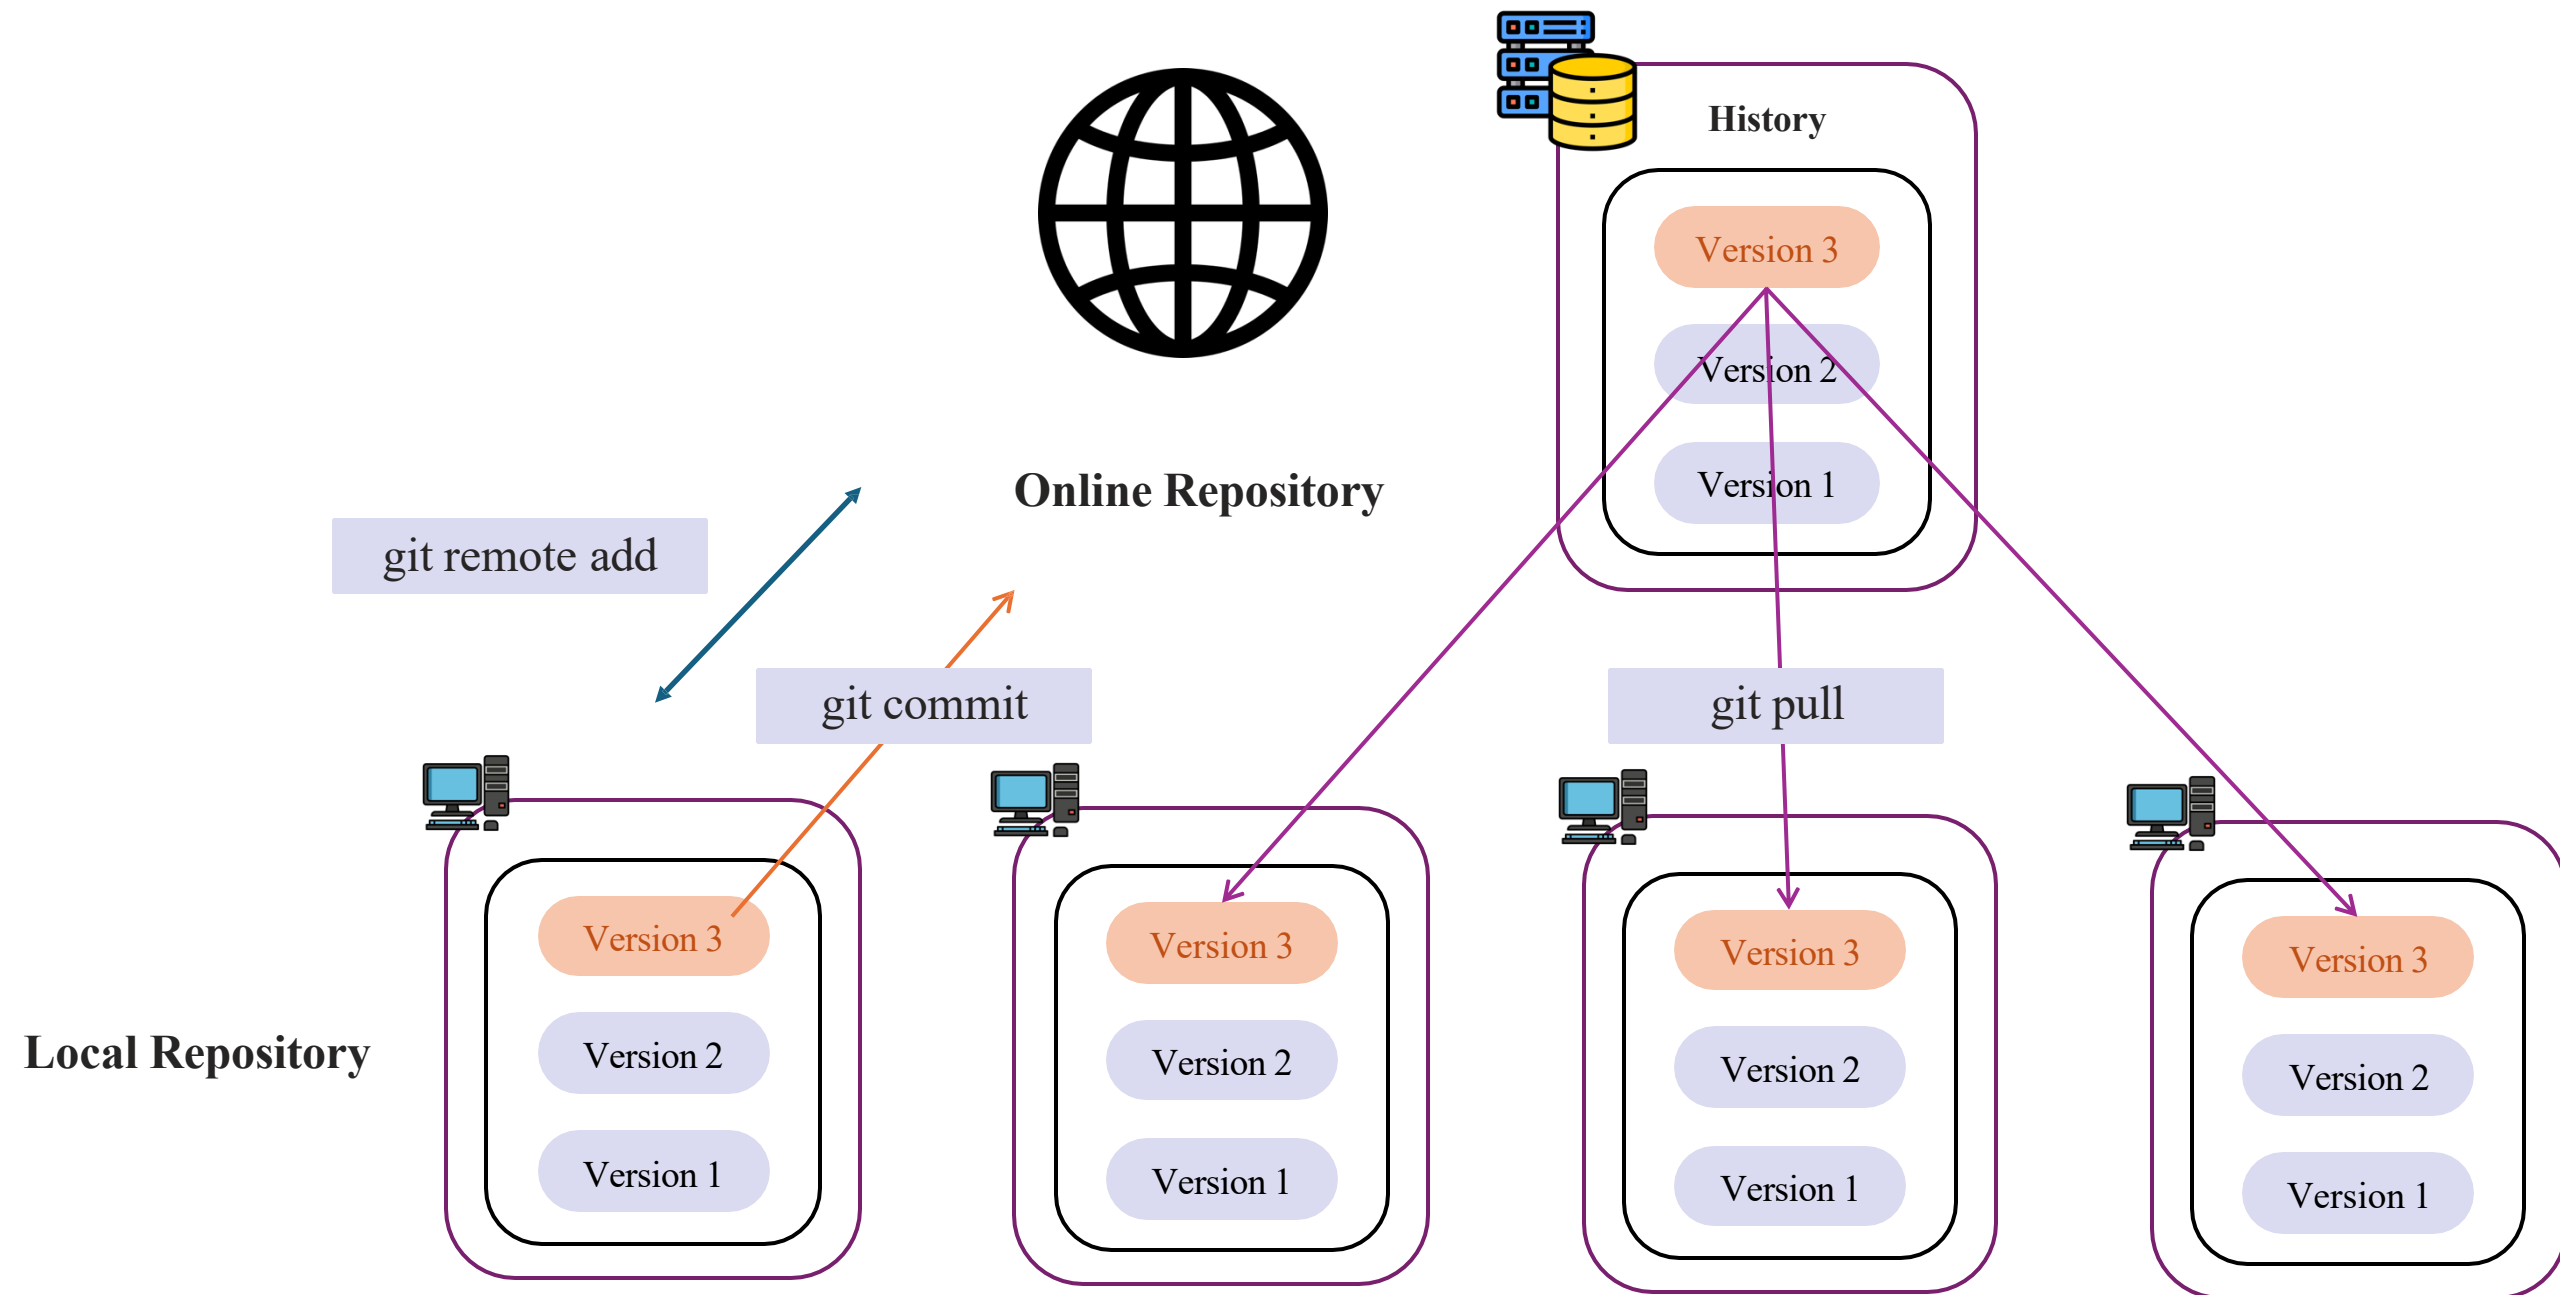 History
Version 3
Version 2
Version 1
Online Repository
git remote add
git commit
git pull
Local Repository
Version 3
Version 2
Version 1
Version 3
Version 2
Version 1
Version 3
Version 2
Version 1
Version 3
Version 2
Version 1